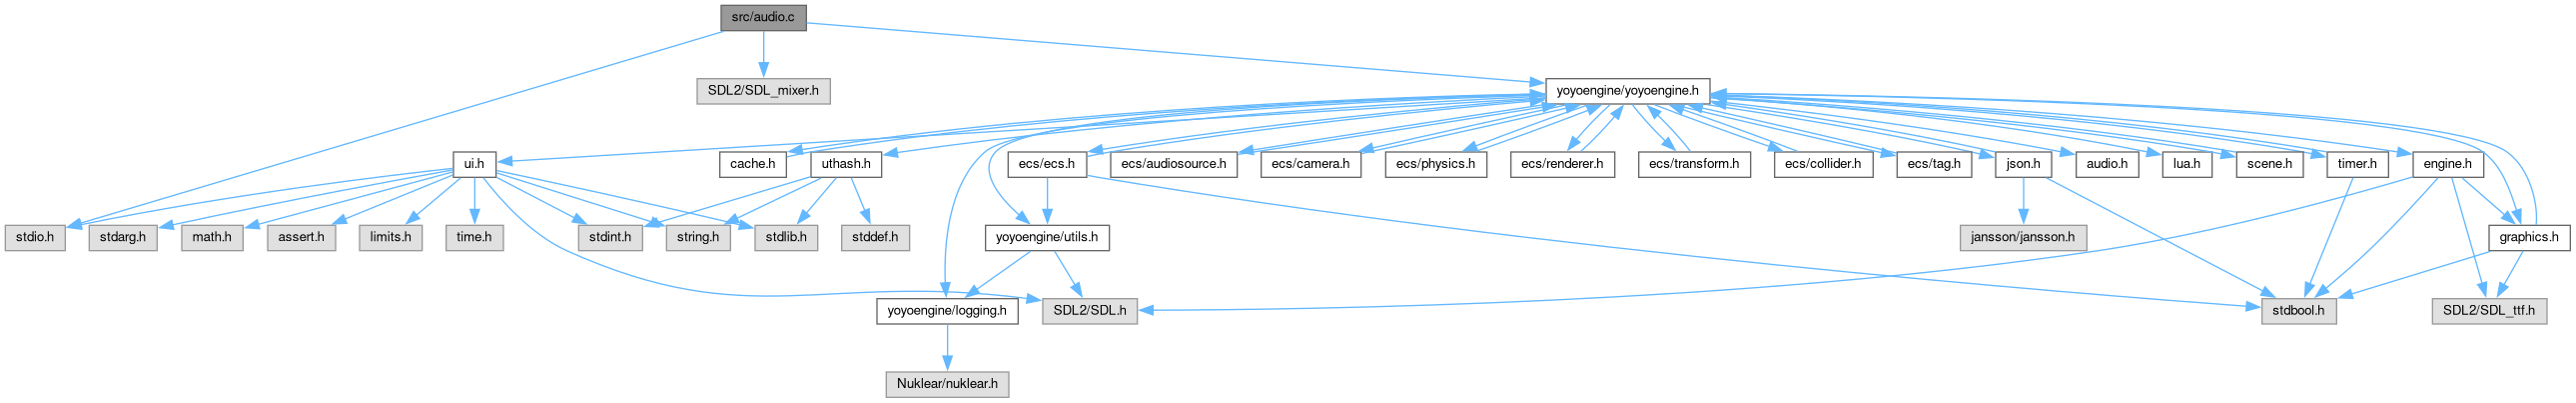 src/audio.c
SDL2/SDL_mixer.h
yoyoengine/yoyoengine.h
ui.h
cache.h
uthash.h
ecs/ecs.h
ecs/audiosource.h
ecs/camera.h
ecs/physics.h
ecs/renderer.h
ecs/transform.h
ecs/collider.h
ecs/tag.h
json.h
audio.h
lua.h
scene.h
timer.h
engine.h
stdio.h
stdarg.h
math.h
assert.h
limits.h
time.h
stdint.h
string.h
stdlib.h
stddef.h
yoyoengine/utils.h
jansson/jansson.h
graphics.h
yoyoengine/logging.h
SDL2/SDL.h
stdbool.h
SDL2/SDL_ttf.h
Nuklear/nuklear.h